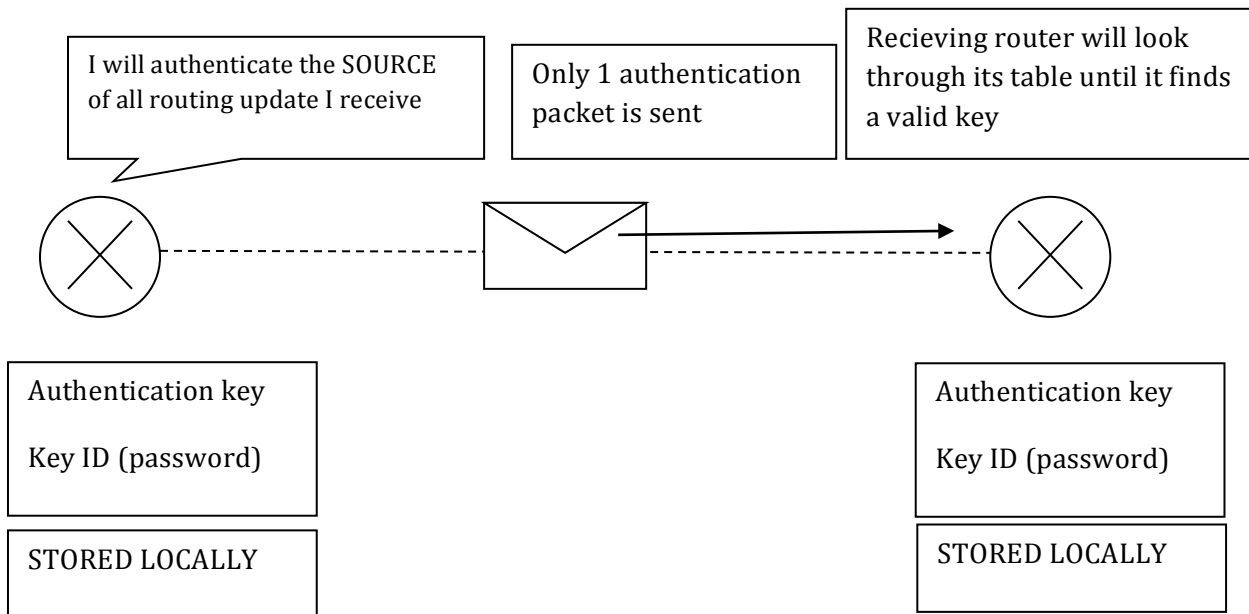 I will authenticate the SOURCE
of all routing update I receive
Only 1 authentication
packet is sent
Recieving router will look
through its table until it finds
a valid key
Authentication key
Key ID (password)
STORED LOCALLY
Authentication key
Key ID (password)
STORED LOCALLY